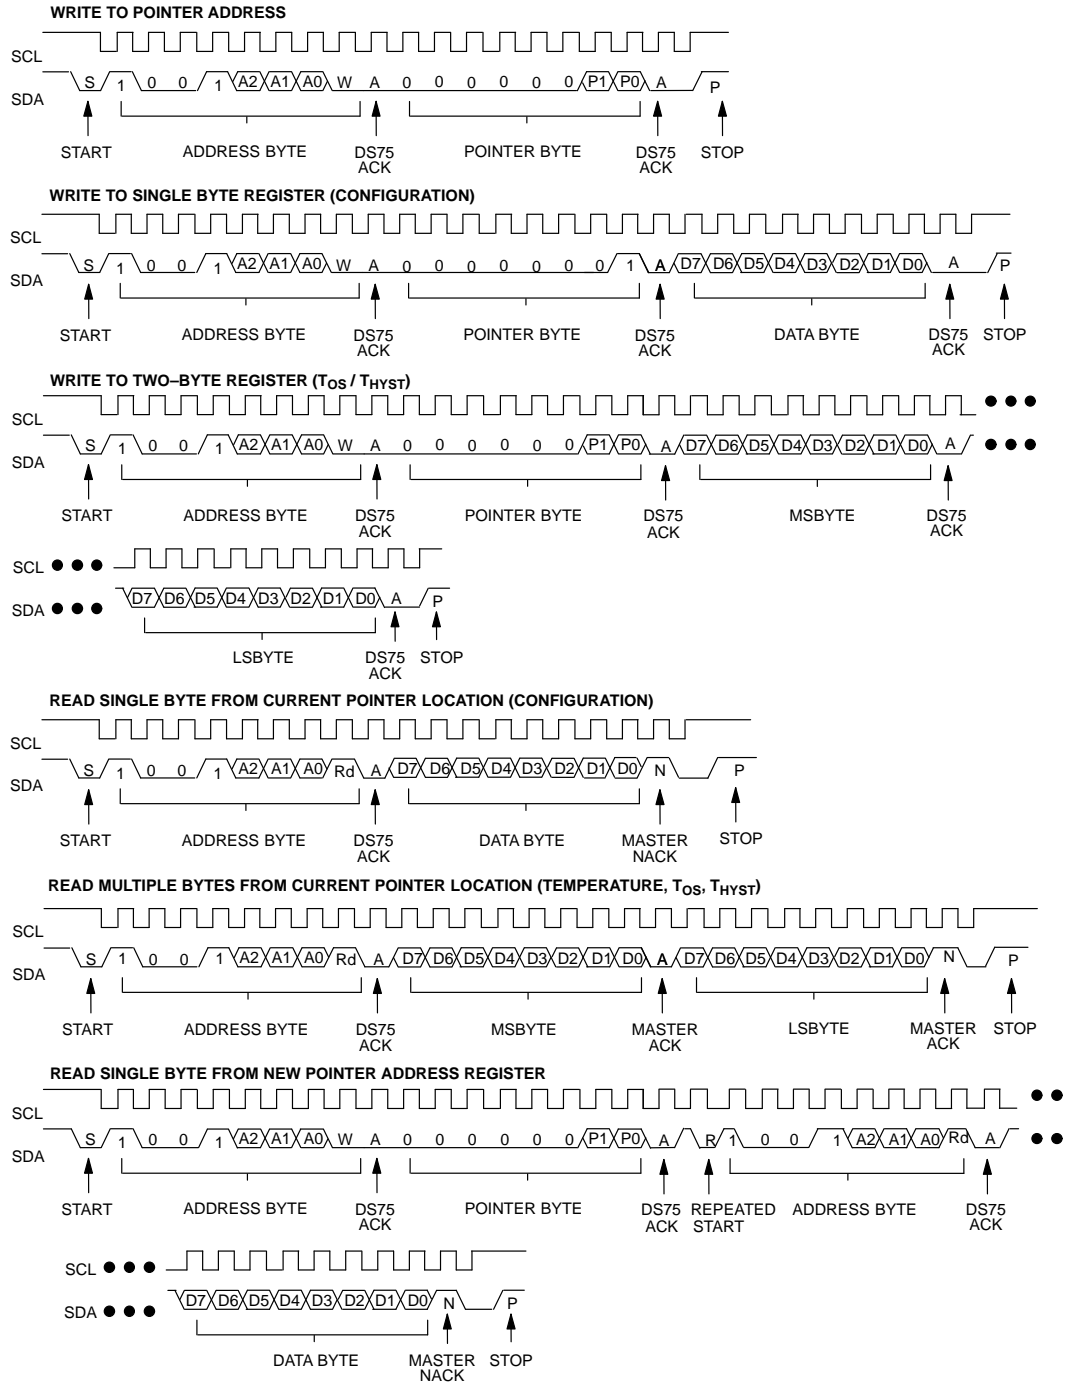 WRITE TO POINTER ADDRESS
SCL
SDA S 1 0 0 1 A2 A1 A0 W A 0 0 0 0 0 0 P1 P0 A P
START ADDRESS BYTE DS75 ACK POINTER BYTE DS75 ACK STOP
WRITE TO SINGLE BYTE REGISTER (CONFIGURATION)
SCL
SDA S 1 0 0 1 A2 A1 A0 W A 0 0 0 0 0 0 0 1 A D7 D6 D5 D4 D3 D2 D1 D0 A P
START ADDRESS BYTE DS75 ACK POINTER BYTE DS75 ACK DATA BYTE DS75 ACK STOP
WRITE TO TWO–BYTE REGISTER (TOS / THYST)
SCL
SDA S 1 0 0 1 A2 A1 A0 W A 0 0 0 0 0 0 P1 P0 A D7 D6 D5 D4 D3 D2 D1 D0 A
START ADDRESS BYTE DS75 ACK POINTER BYTE DS75 ACK MSBYTE DS75 ACK
SCL
SDA D7 D6 D5 D4 D3 D2 D1 D0 A P
LSBYTE DS75 ACK STOP
READ SINGLE BYTE FROM CURRENT POINTER LOCATION (CONFIGURATION)
SCL
SDA S 1 0 0 1 A2 A1 A0 Rd A D7 D6 D5 D4 D3 D2 D1 D0 N P
START ADDRESS BYTE DS75 ACK DATA BYTE MASTER NACK STOP
READ MULTIPLE BYTES FROM CURRENT POINTER LOCATION (TEMPERATURE, TOS, THYST)
SCL
SDA S 1 0 0 1 A2 A1 A0 Rd A D7 D6 D5 D4 D3 D2 D1 D0 A D7 D6 D5 D4 D3 D2 D1 D0 N P
START ADDRESS BYTE DS75 ACK MSBYTE MASTER ACK LSBYTE MASTER ACK STOP
READ SINGLE BYTE FROM NEW POINTER ADDRESS REGISTER
SCL
SDA S 1 0 0 1 A2 A1 A0 W A 0 0 0 0 0 0 P1 P0 A R 1 0 0 1 A2 A1 A0 Rd A
START ADDRESS BYTE DS75 ACK POINTER BYTE DS75 ACK REPEATED START ADDRESS BYTE DS75 ACK
SCL
SDA D7 D6 D5 D4 D3 D2 D1 D0 N P
DATA BYTE MASTER NACK STOP